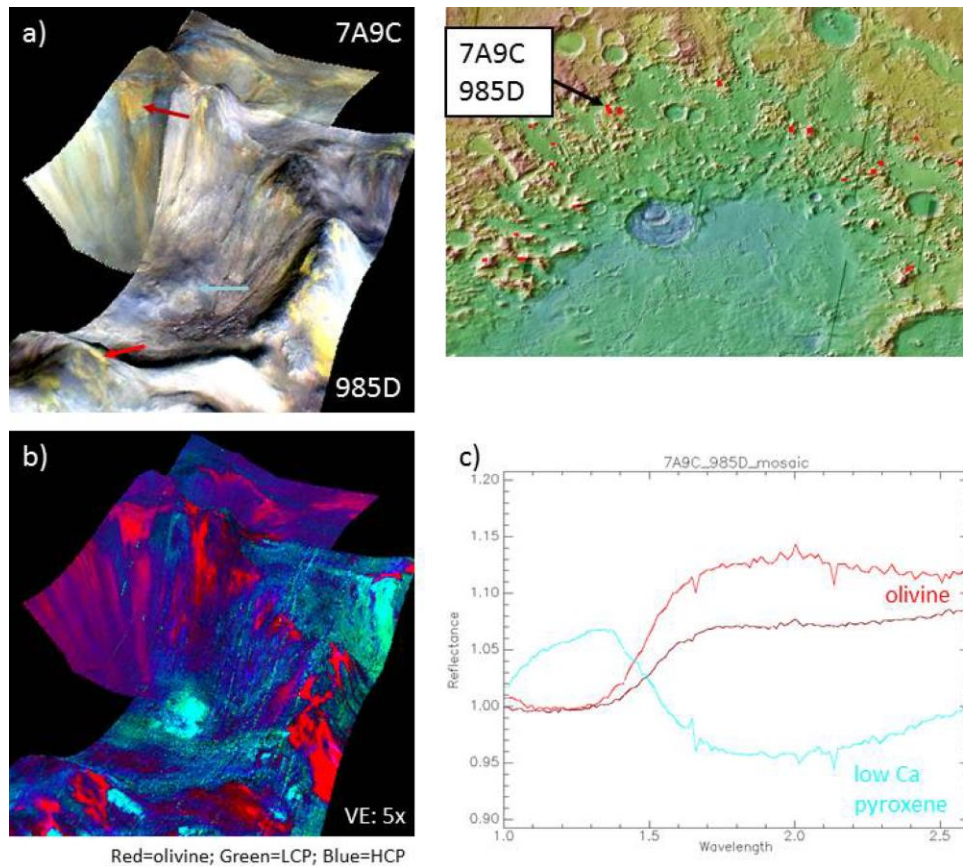 a)
7A9C
985D
7A9C
985D
b)
VE: 5x
Red=olivine; Green=LCP; Blue=HCP
c)
7A9C_985D_mosaic
1.20
1.15
1.10
1.05
1.00
0.95
0.90
Reflectance
olivine
low Ca
pyroxene
1.0
1.5
2.0
2.5
Wavelength